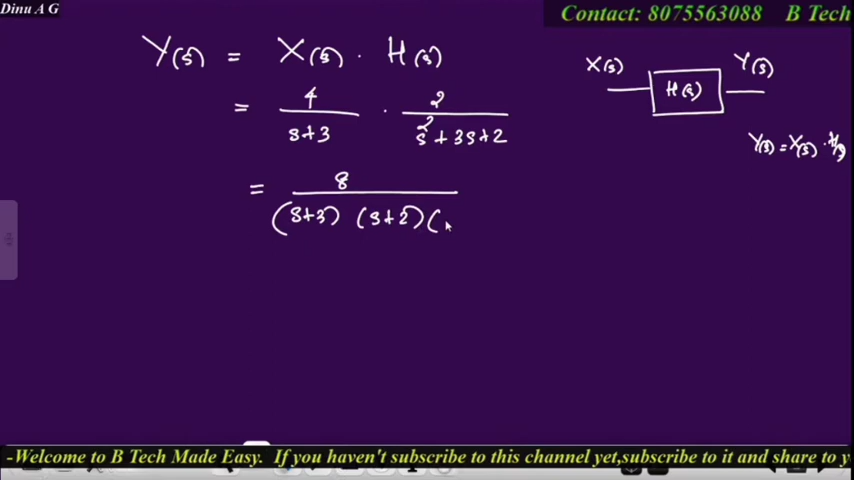 Dinu A G
Contact: 8075563088 B Tech
Y(s) = X(s) · H(s)
= 4 / s+3 · 2 / s² + 3s + 2
= 8 / (s+3) (s+2) (
X(s) H(s) Y(s)
Y(s) = X(s) · H(s)
-Welcome to B Tech Made Easy. If you haven't subscribe to this channel yet,subscribe to it and share to y